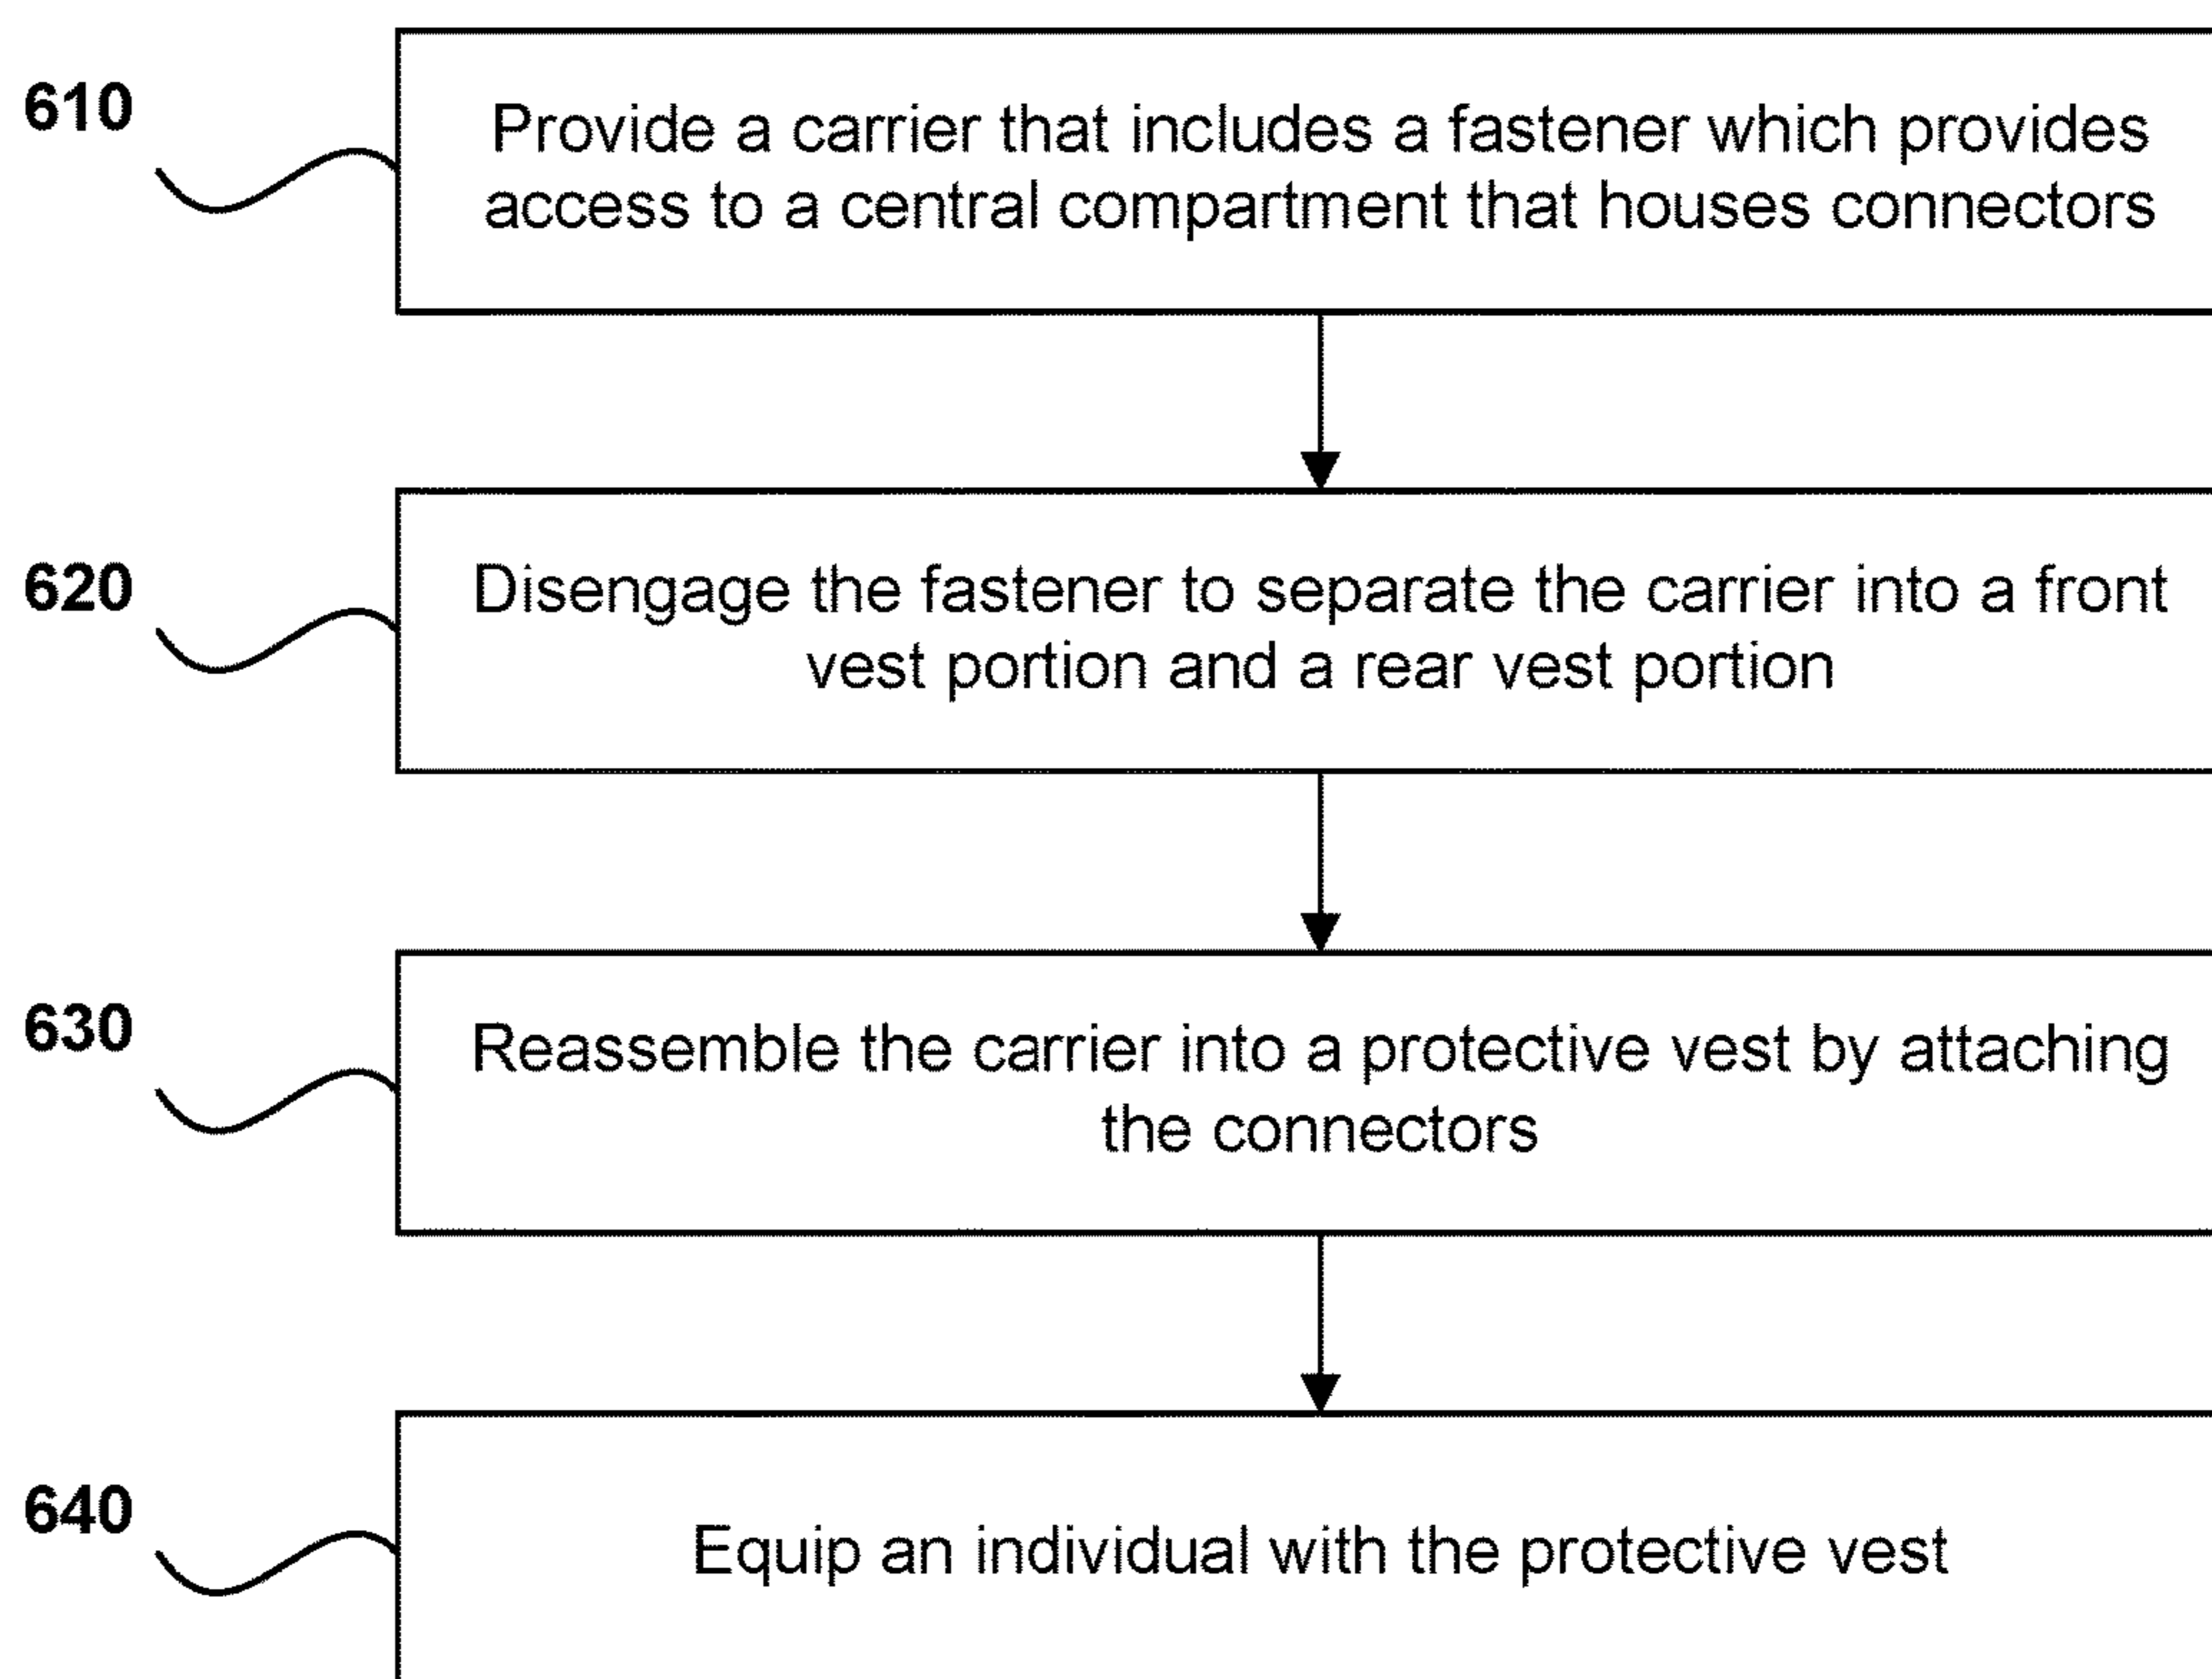 610
Provide a carrier that includes a fastener which provides
access to a central compartment that houses connectors
620
Disengage the fastener to separate the carrier into a front
vest portion and a rear vest portion
630
Reassemble the carrier into a protective vest by attaching
the connectors
640
Equip an individual with the protective vest